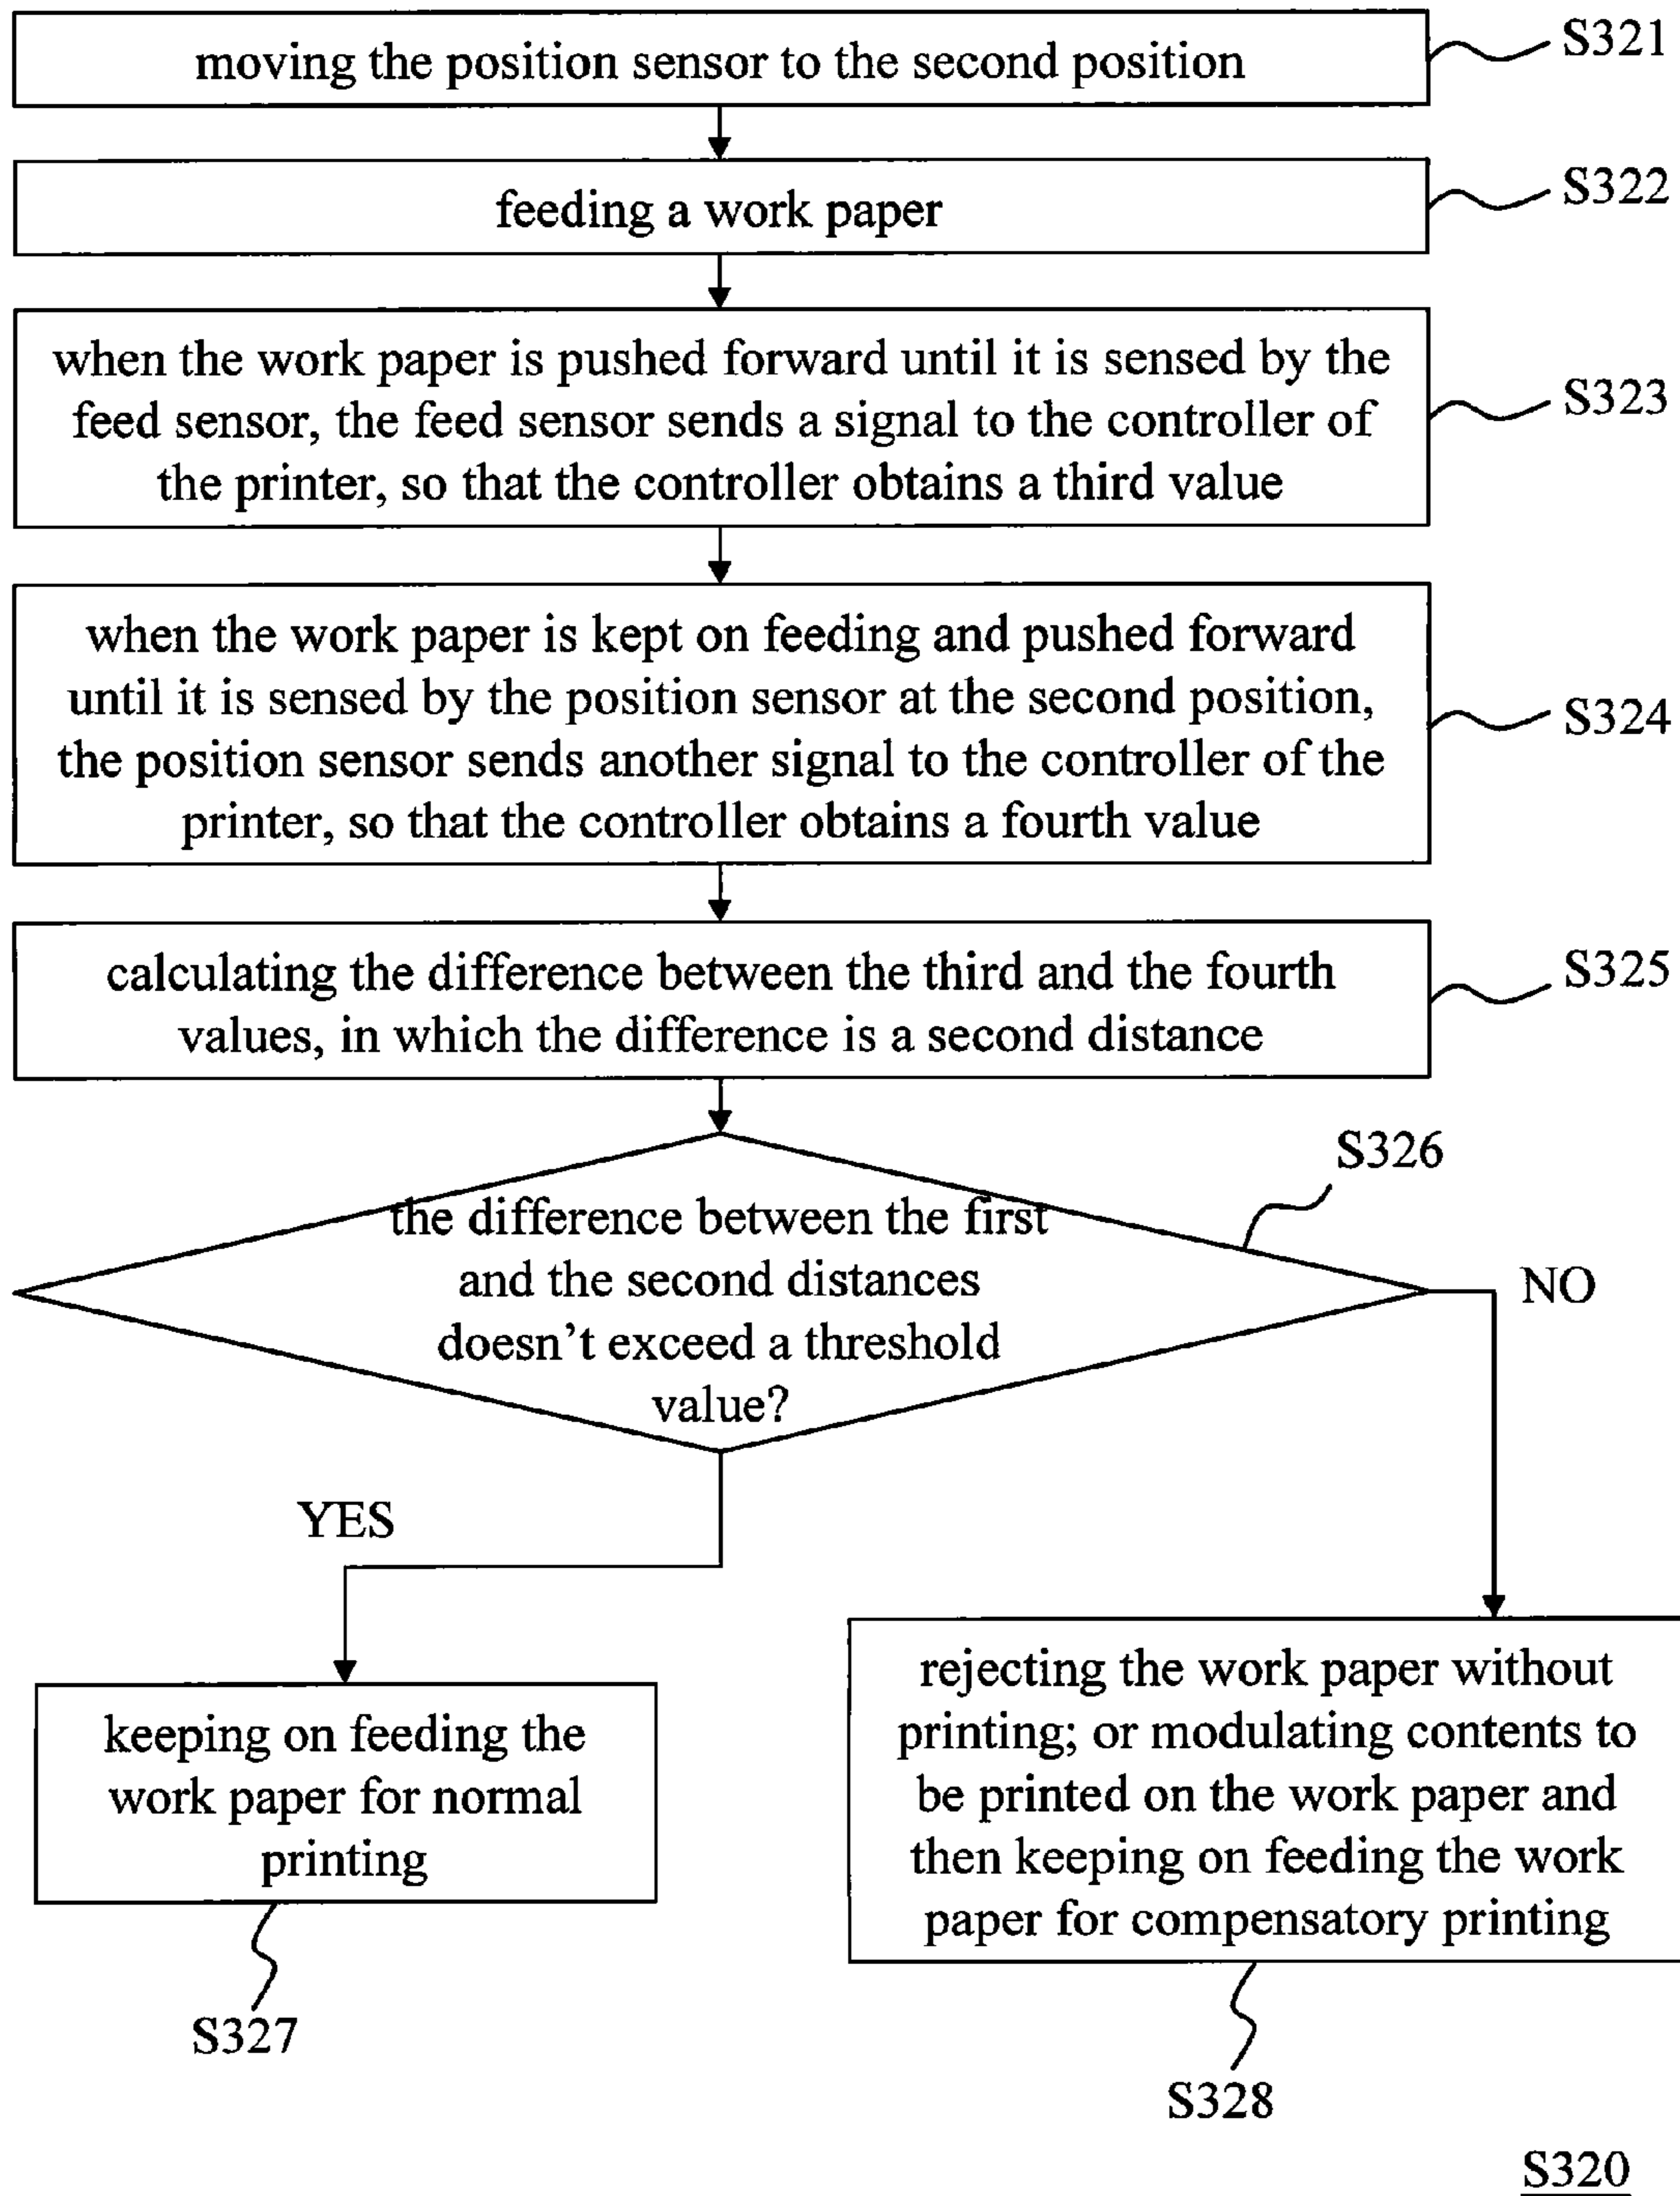 moving the position sensor to the second position
S321
feeding a work paper
S322
when the work paper is pushed forward until it is sensed by the
feed sensor, the feed sensor sends a signal to the controller of
the printer, so that the controller obtains a third value
S323
when the work paper is kept on feeding and pushed forward
until it is sensed by the position sensor at the second position,
the position sensor sends another signal to the controller of the
printer, so that the controller obtains a fourth value
S324
calculating the difference between the third and the fourth
values, in which the difference is a second distance
S325
S326
the difference between the first
and the second distances
doesn't exceed a threshold
value?
NO
YES
keeping on feeding the
work paper for normal
printing
S327
rejecting the work paper without
printing; or modulating contents to
be printed on the work paper and
then keeping on feeding the work
paper for compensatory printing
S328
S320